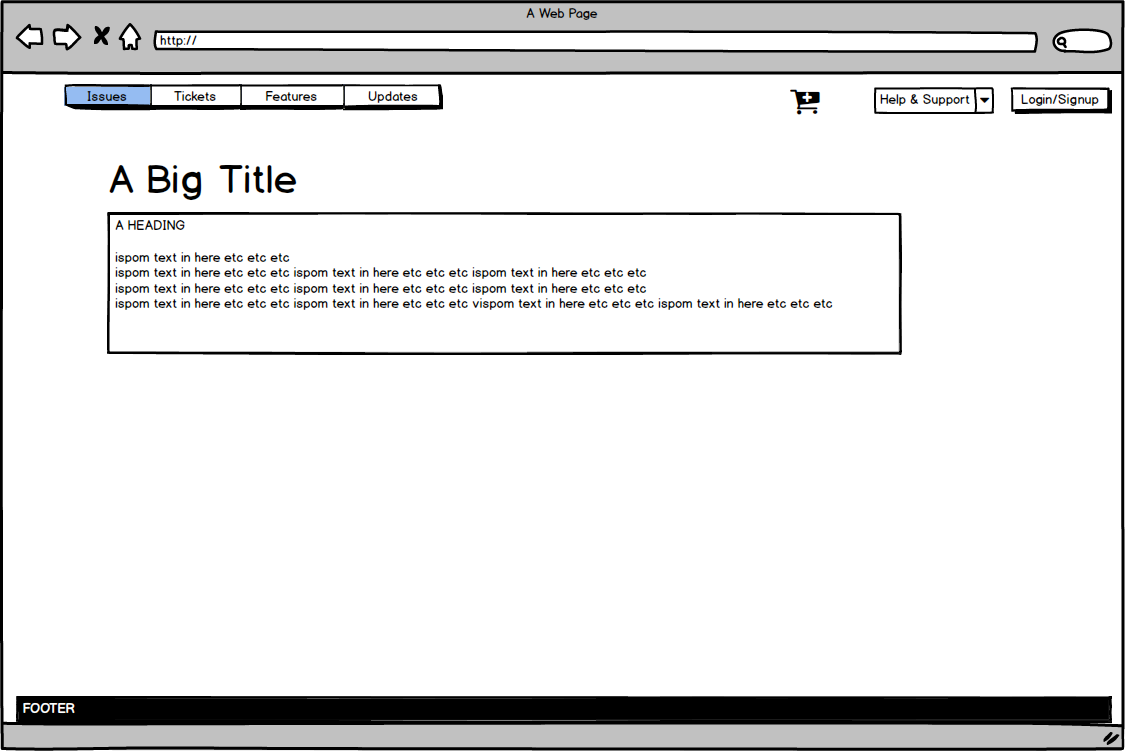 A Web Page
http://
Issues Tickets Features Updates Help & Support Login/Signup
A Big Title
A HEADING
ispom text in here etc etc etc
ispom text in here etc etc etc ispom text in here etc etc etc ispom text in here etc etc etc
ispom text in here etc etc etc ispom text in here etc etc etc ispom text in here etc etc etc
ispom text in here etc etc etc ispom text in here etc etc etc vispom text in here etc etc etc ispom text in here etc etc etc
FOOTER